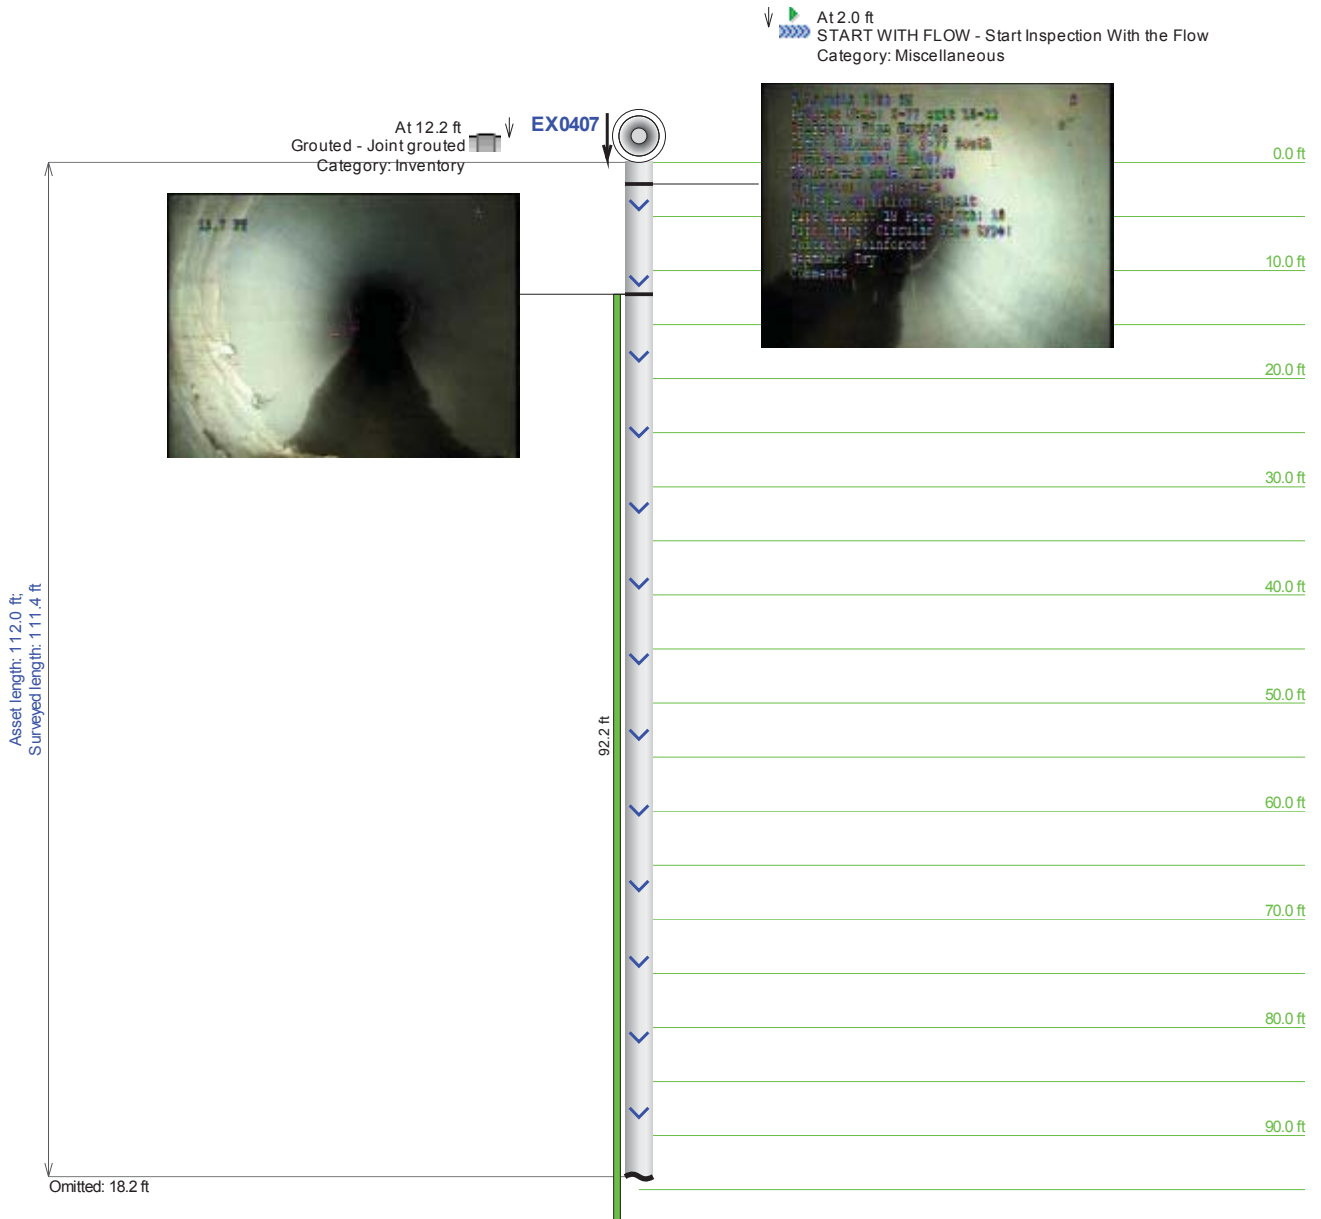 At 2.0 ft
START WITH FLOW - Start Inspection With the Flow
Category: Miscellaneous
At 12.2 ft
Grouted - Joint grouted
Category: Inventory
EX0407
0.0 ft
10.0 ft
20.0 ft
30.0 ft
40.0 ft
50.0 ft
60.0 ft
70.0 ft
80.0 ft
90.0 ft
Asset length: 112.0 ft;
Surveyed length: 111.4 ft
92.2 ft
Omitted: 18.2 ft
Circular
Reinforced